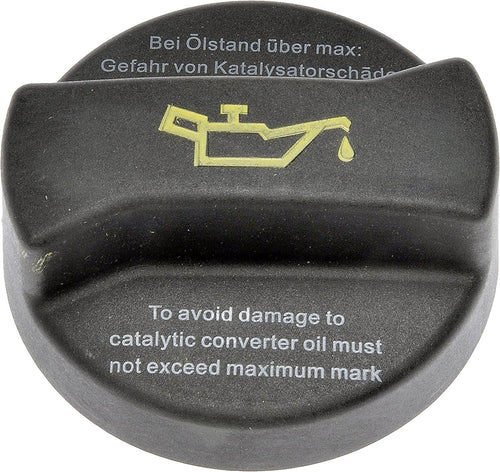 Bei Ölstand über max:
Gefahr von Katalysatorschäde
To avoid damage to
catalytic converter oil must
not exceed maximum mark